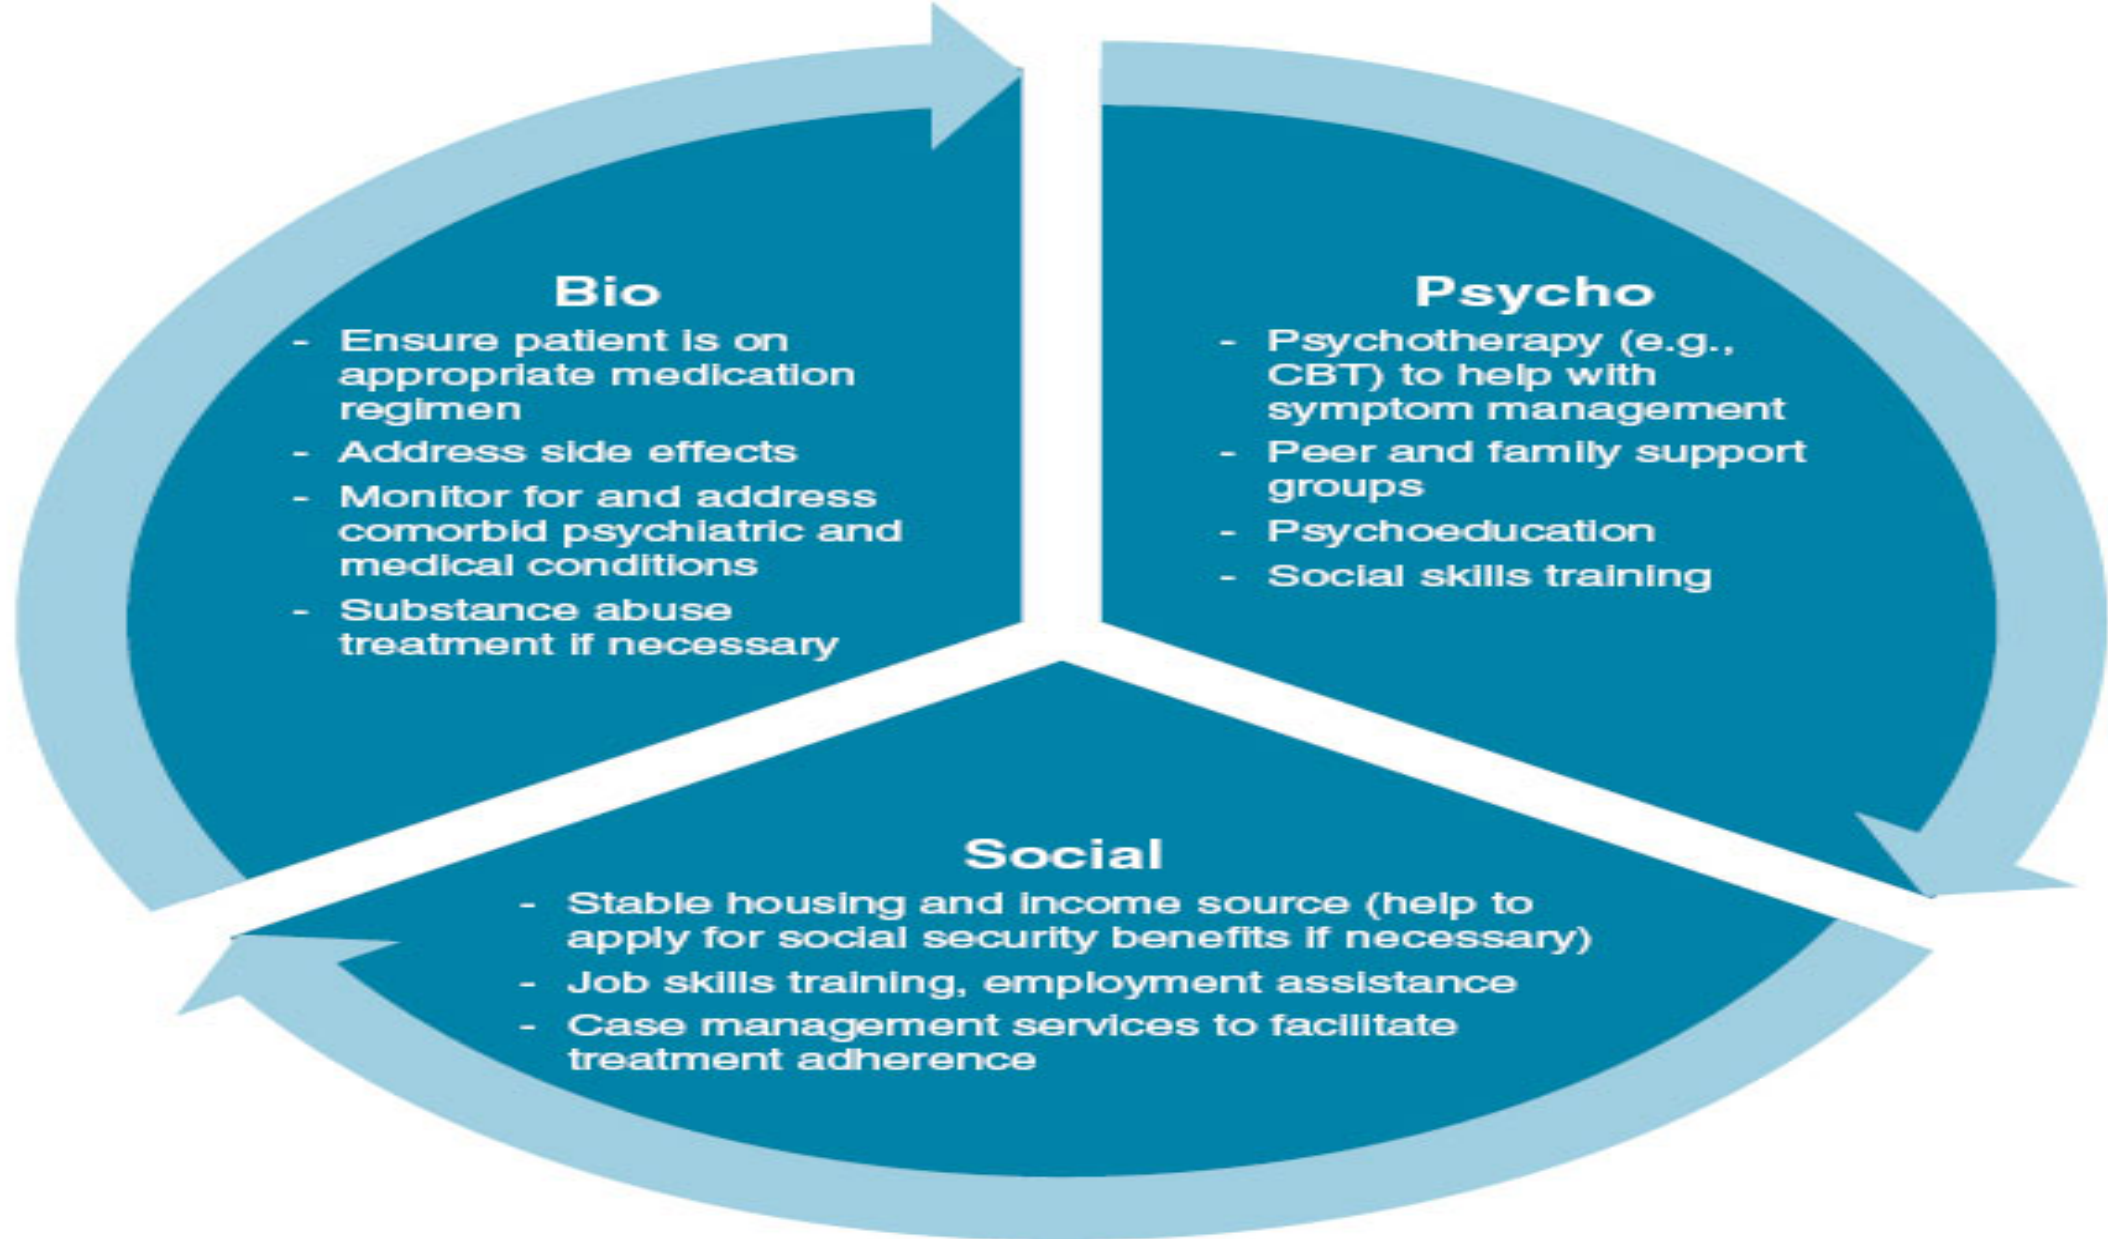 Bio
- Ensure patient is on
appropriate medication
regimen
- Address side effects
- Monitor for and address
comorbid psychiatric and
medical conditions
- Substance abuse
treatment if necessary
Psycho
- Psychotherapy (e.g.,
CBT) to help with
symptom management
- Peer and family support
groups
- Psychoeducation
- Social skills training
Social
- Stable housing and income source (help to
apply for social security benefits if necessary)
- Job skills training, employment assistance
- Case management services to facilitate
treatment adherence